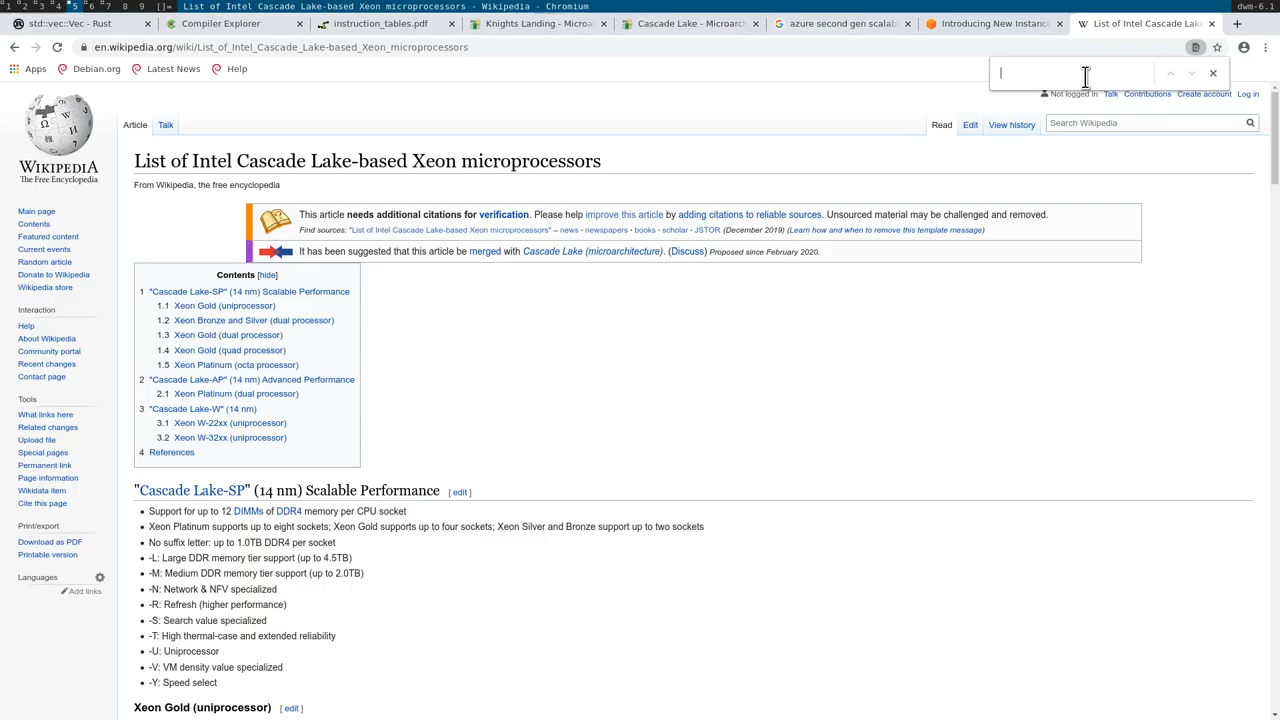 1 2 3 4 5 6 7 8 9 []= List of Intel Cascade Lake-based Xeon microprocessors - Wikipedia - Chromium dwm-6.1
std::vec::Vec - Rust
Compiler Explorer
instruction_tables.pdf
Knights Landing - Microar
Cascade Lake - Microarch
azure second gen scalabl
Introducing New Instance
List of Intel Cascade Lake
en.wikipedia.org/wiki/List_of_Intel_Cascade_Lake-based_Xeon_microprocessors
Apps Debian.org Latest News Help
Not logged in Talk Contributions Create account Log in
Article Talk Read Edit View history Search Wikipedia
WIKIPEDIA
The Free Encyclopedia
Main page
Contents
Featured content
Current events
Random article
Donate to Wikipedia
Wikipedia store
Interaction
Help
About Wikipedia
Community portal
Recent changes
Contact page
Tools
What links here
Related changes
Upload file
Special pages
Permanent link
Page information
Wikidata item
Cite this page
Print/export
Download as PDF
Printable version
Languages
Add links
List of Intel Cascade Lake-based Xeon microprocessors
From Wikipedia, the free encyclopedia
This article needs additional citations for verification. Please help improve this article by adding citations to reliable sources. Unsourced material may be challenged and removed.
Find sources: "List of Intel Cascade Lake-based Xeon microprocessors" – news · newspapers · books · scholar · JSTOR (December 2019) (Learn how and when to remove this template message)
It has been suggested that this article be merged with Cascade Lake (microarchitecture). (Discuss) Proposed since February 2020.
Contents [hide]
1 "Cascade Lake-SP" (14 nm) Scalable Performance
1.1 Xeon Gold (uniprocessor)
1.2 Xeon Bronze and Silver (dual processor)
1.3 Xeon Gold (dual processor)
1.4 Xeon Gold (quad processor)
1.5 Xeon Platinum (octa processor)
2 "Cascade Lake-AP" (14 nm) Advanced Performance
2.1 Xeon Platinum (dual processor)
3 "Cascade Lake-W" (14 nm)
3.1 Xeon W-22xx (uniprocessor)
3.2 Xeon W-32xx (uniprocessor)
4 References
"Cascade Lake-SP" (14 nm) Scalable Performance [ edit ]
• Support for up to 12 DIMMs of DDR4 memory per CPU socket
• Xeon Platinum supports up to eight sockets; Xeon Gold supports up to four sockets; Xeon Silver and Bronze support up to two sockets
• No suffix letter: up to 1.0TB DDR4 per socket
• -L: Large DDR memory tier support (up to 4.5TB)
• -M: Medium DDR memory tier support (up to 2.0TB)
• -N: Network & NFV specialized
• -R: Refresh (higher performance)
• -S: Search value specialized
• -T: High thermal-case and extended reliability
• -U: Uniprocessor
• -V: VM density value specialized
• -Y: Speed select
Xeon Gold (uniprocessor) [ edit ]